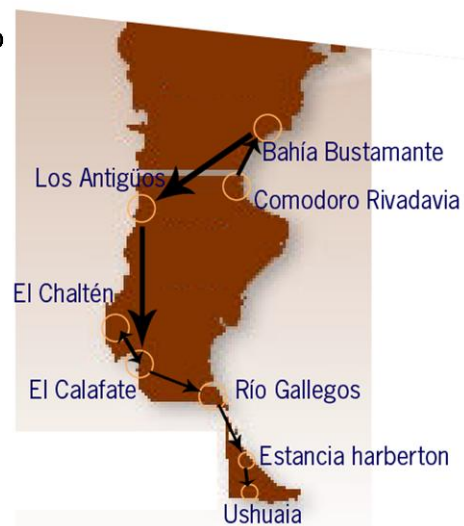 Bahía Bustamante
Los Antigüos
Comodoro Rivadavia
El Chaltén
El Calafate
Río Gallegos
Estancia harberton
Ushuaia